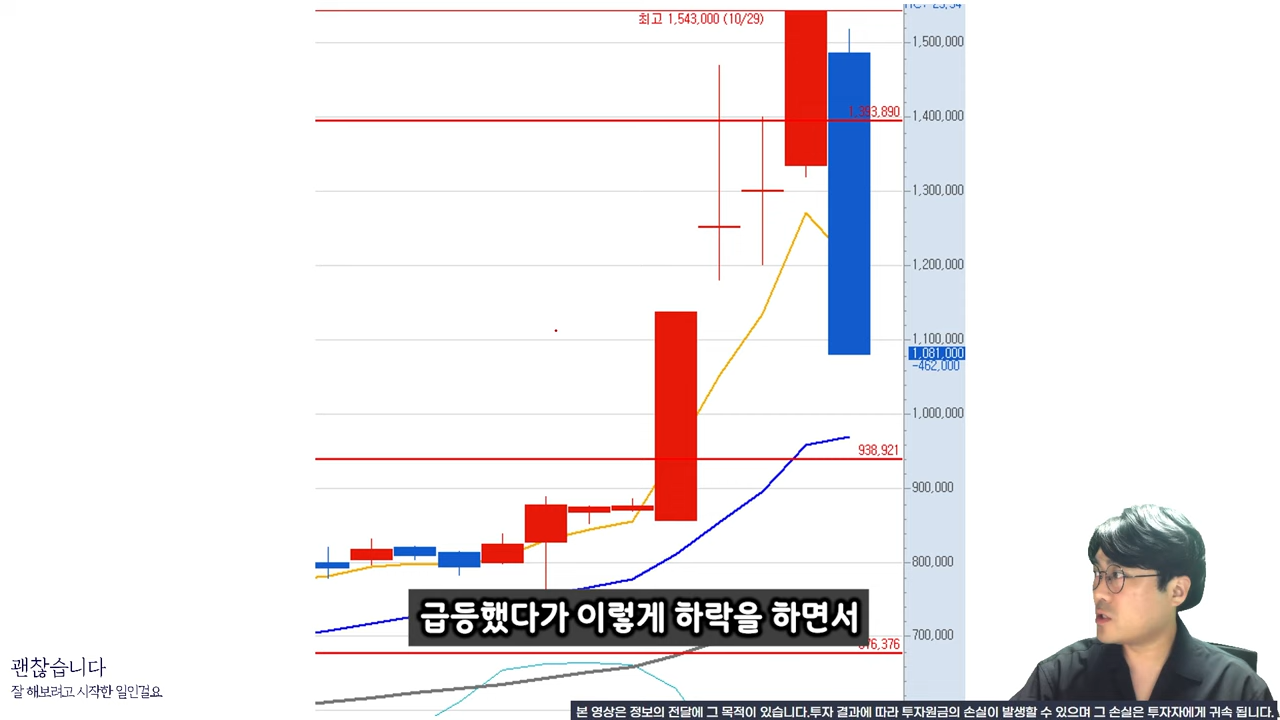 최고 1,543,000 (10/29)
1,500,000
1,393,890
1,400,000
1,300,000
1,200,000
1,100,000
1,081,000
-462,000
1,000,000
938,921
900,000
800,000
급등했다가 이렇게 하락을 하면서
700,000
괜찮습니다
잘 해보려고 시작한 일인걸요
본 영상은 정보의 전달에 그 목적이 있습니다.투자 결과에 따라 투자원금의 손실이 발생할 수 있으며 그 손실은 투자자에게 귀속 됩니다.